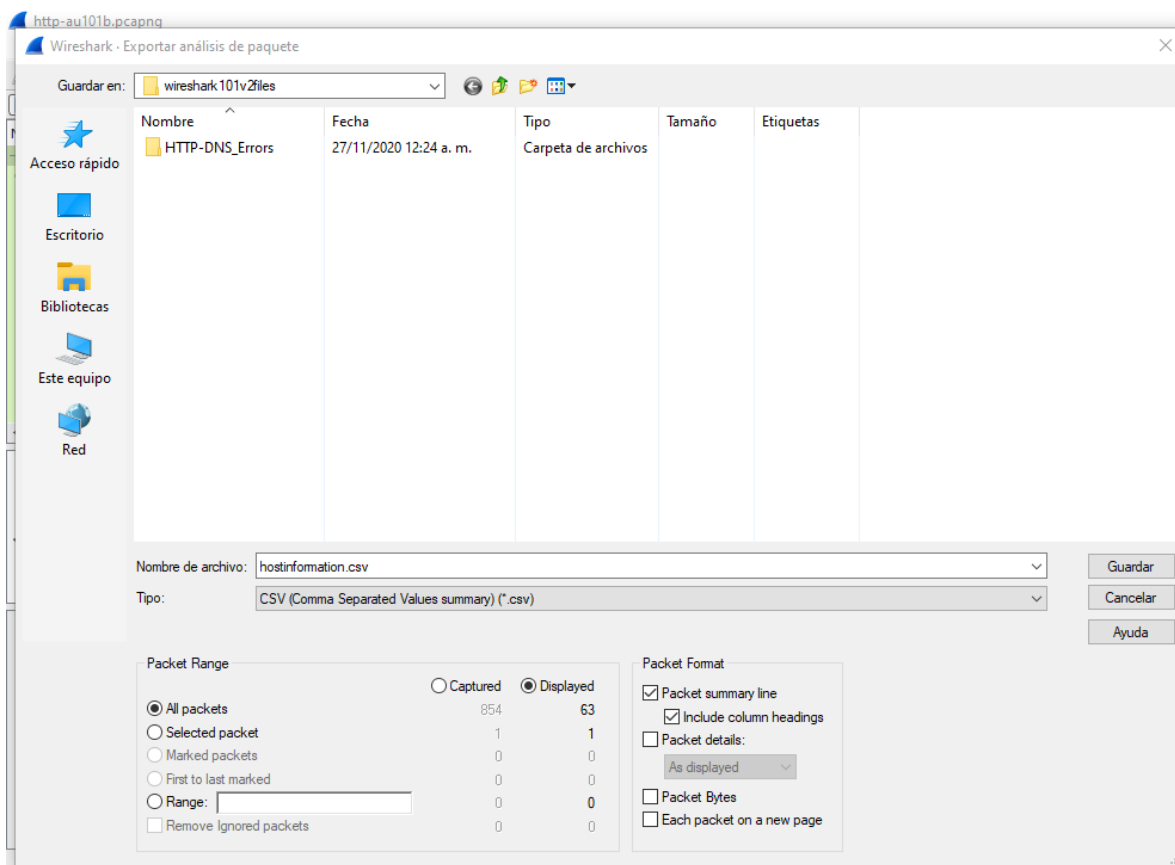 http-au101b.pcapng
Wireshark · Exportar análisis de paquete
Guardar en: wireshark101v2files
Nombre Fecha Tipo Tamaño Etiquetas
HTTP-DNS_Errors 27/11/2020 12:24 a. m. Carpeta de archivos
Acceso rápido
Escritorio
Bibliotecas
Este equipo
Red
Nombre de archivo: hostinformation.csv Guardar
Tipo: CSV (Comma Separated Values summary) (*.csv) Cancelar
Ayuda
Packet Range
Captured Displayed
All packets 854 63
Selected packet 1 1
Marked packets 0 0
First to last marked 0 0
Range: 0 0
Remove Ignored packets 0 0
Packet Format
Packet summary line
Include column headings
Packet details:
As displayed
Packet Bytes
Each packet on a new page